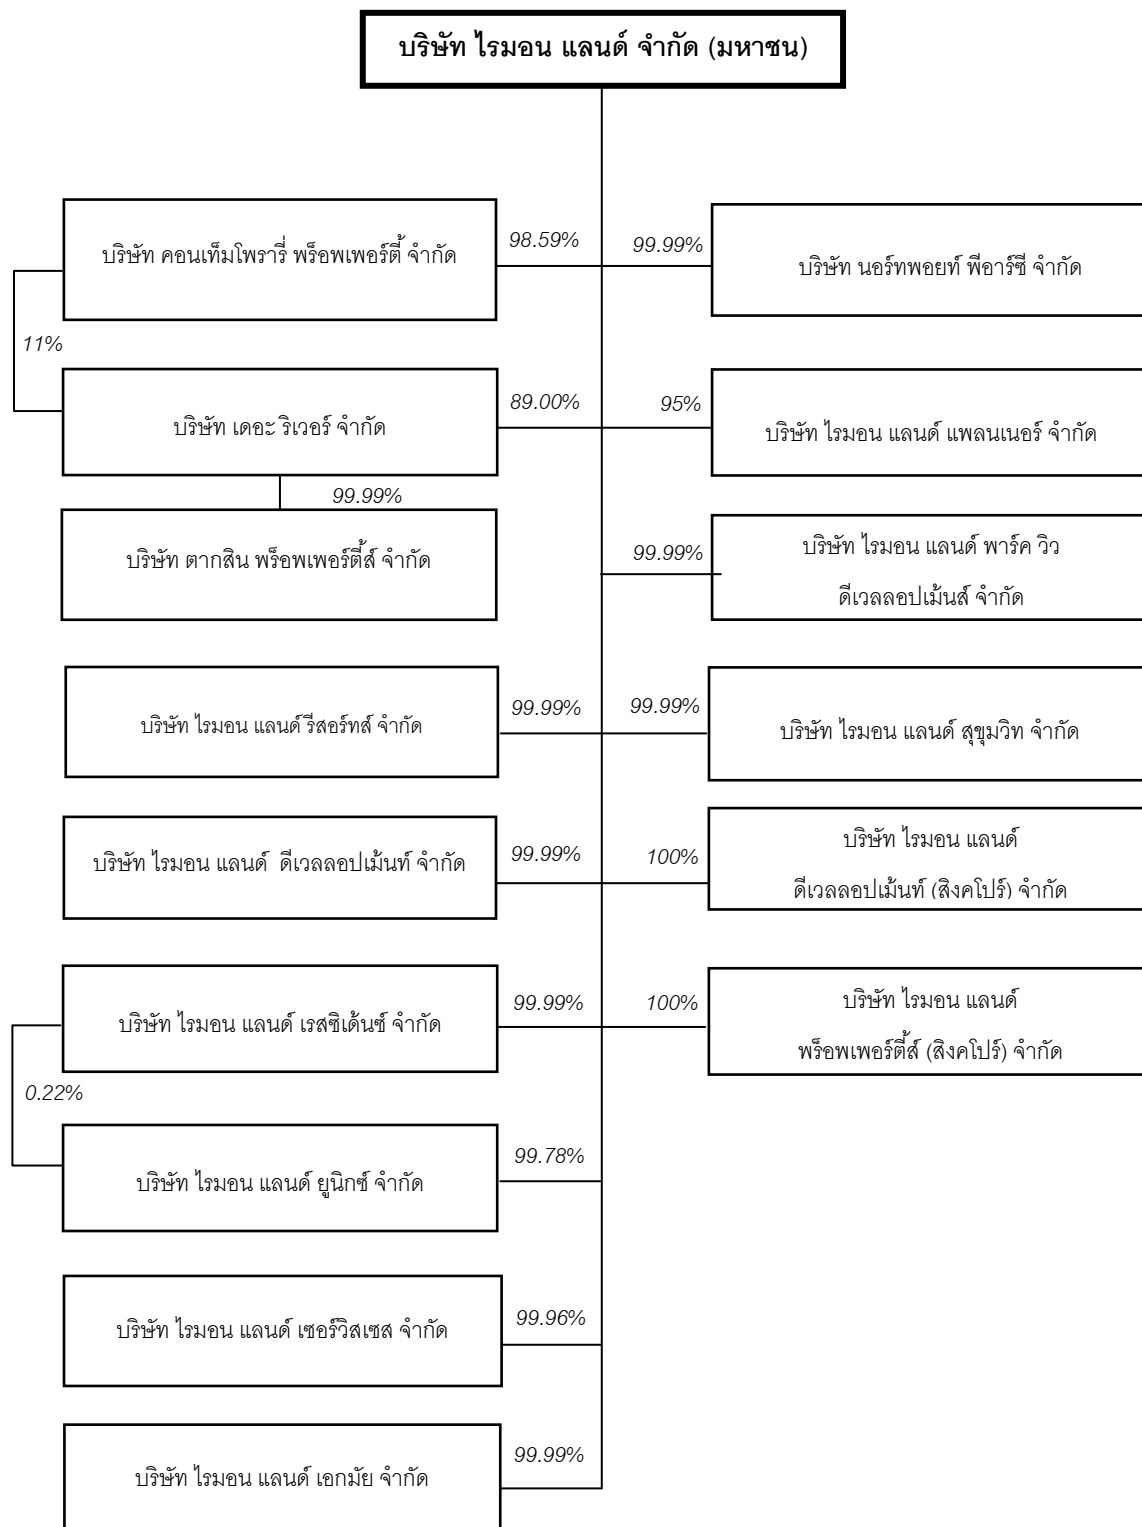 บริษัท ไรมอน แลนด์ จำกัด (มหาชน)
บริษัท คอนเท็มโพรารี่ พร็อพเพอร์ตี้ จำกัด
98.59%
99.99%
บริษัท นอร์ทพอยท์ พีอาร์ซี จำกัด
11%
บริษัท เดอะ ริเวอร์ จำกัด
89.00%
95%
บริษัท ไรมอน แลนด์ แพลนเนอร์ จำกัด
99.99%
บริษัท ตากสิน พร็อพเพอร์ตี้ส์ จำกัด
99.99%
บริษัท ไรมอน แลนด์ พาร์ค วิว
ดีเวลลอปเม้นส์ จำกัด
บริษัท ไรมอน แลนด์ รีสอร์ทส์ จำกัด
99.99%
99.99%
บริษัท ไรมอน แลนด์ สุขุมวิท จำกัด
บริษัท ไรมอน แลนด์  ดีเวลลอปเม้นท์ จำกัด
99.99%
100%
บริษัท ไรมอน แลนด์
ดีเวลลอปเม้นท์ (สิงคโปร์) จำกัด
บริษัท ไรมอน แลนด์ เรสซิเด้นซ์ จำกัด
99.99%
100%
บริษัท ไรมอน แลนด์
พร็อพเพอร์ตี้ส์ (สิงคโปร์) จำกัด
0.22%
บริษัท ไรมอน แลนด์ ยูนิกซ์ จำกัด
99.78%
บริษัท ไรมอน แลนด์ เซอร์วิสเซส จำกัด
99.96%
บริษัท ไรมอน แลนด์ เอกมัย จำกัด
99.99%